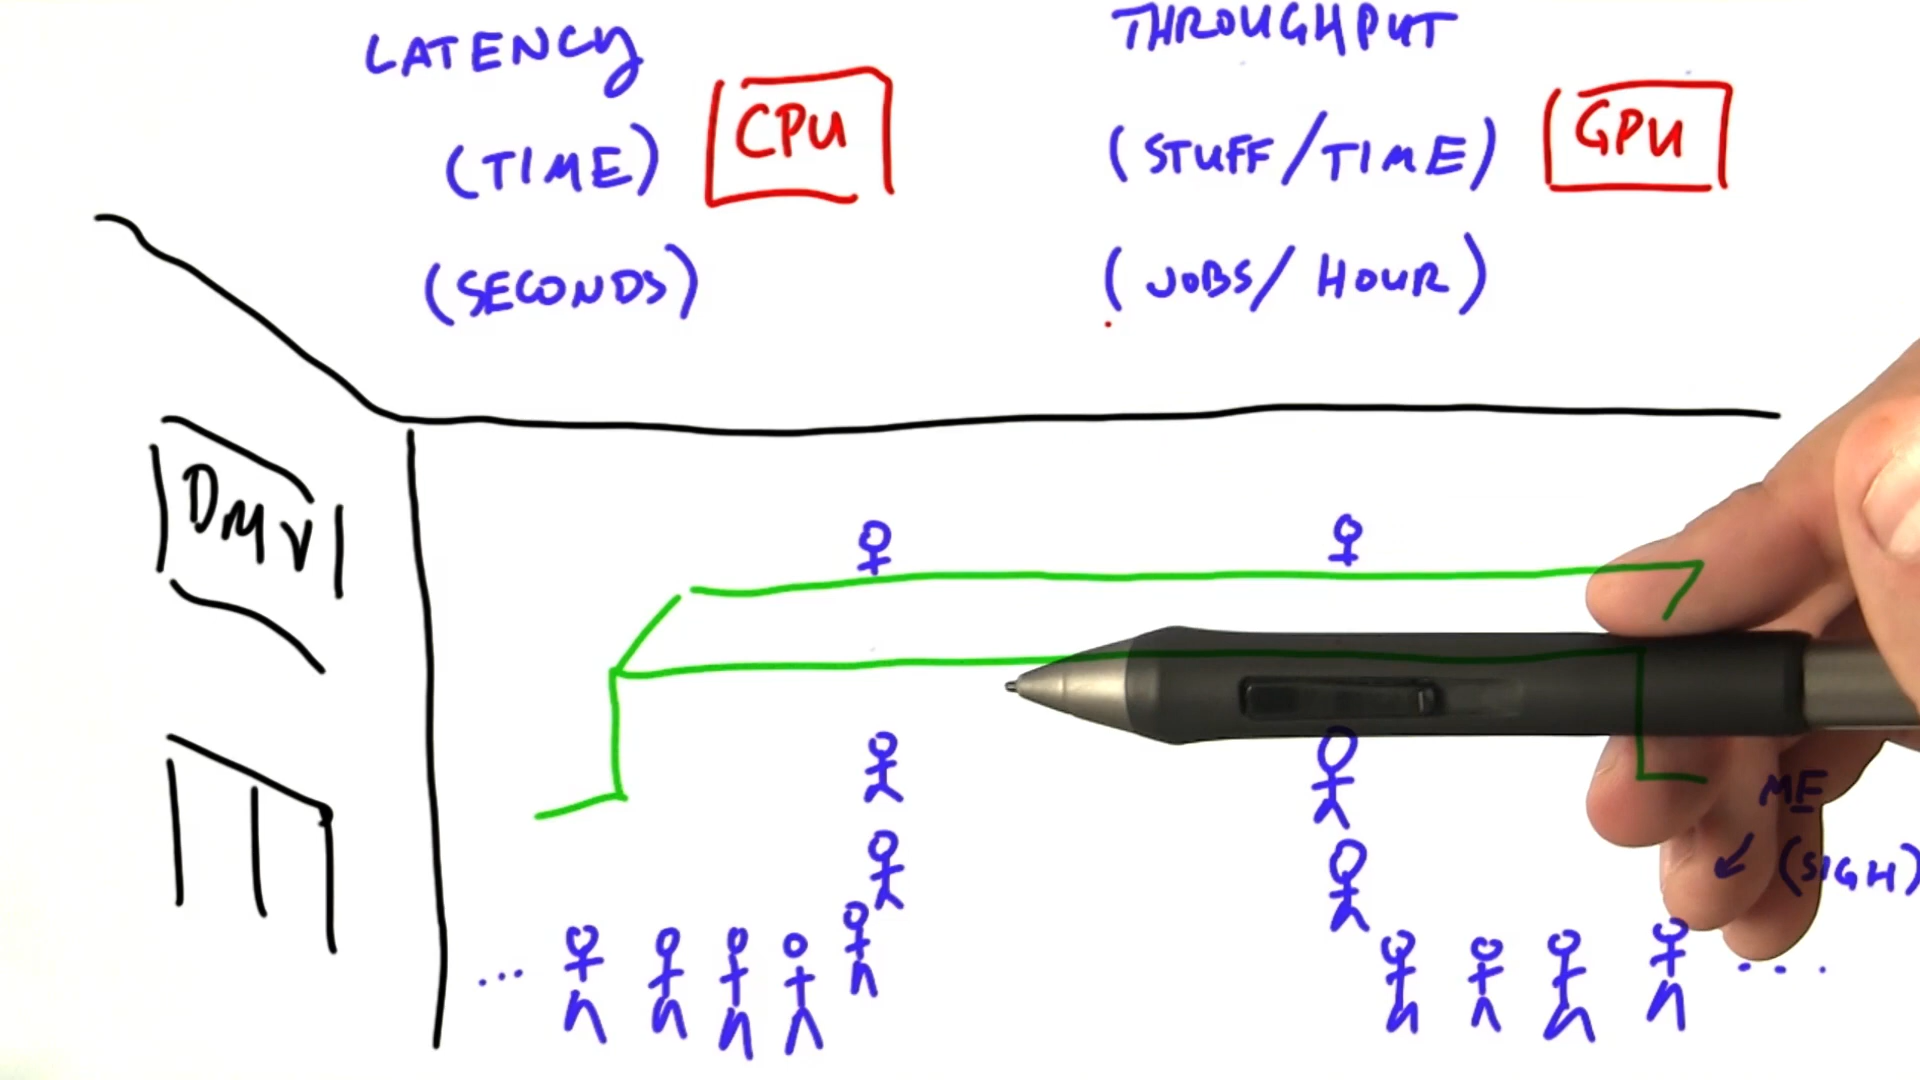 LATENCY
(TIME)
(SECONDS)
CPU
THROUGHPUT
(STUFF/TIME)
(JOBS/HOUR)
GPU
DMV
ME
(SIGH)